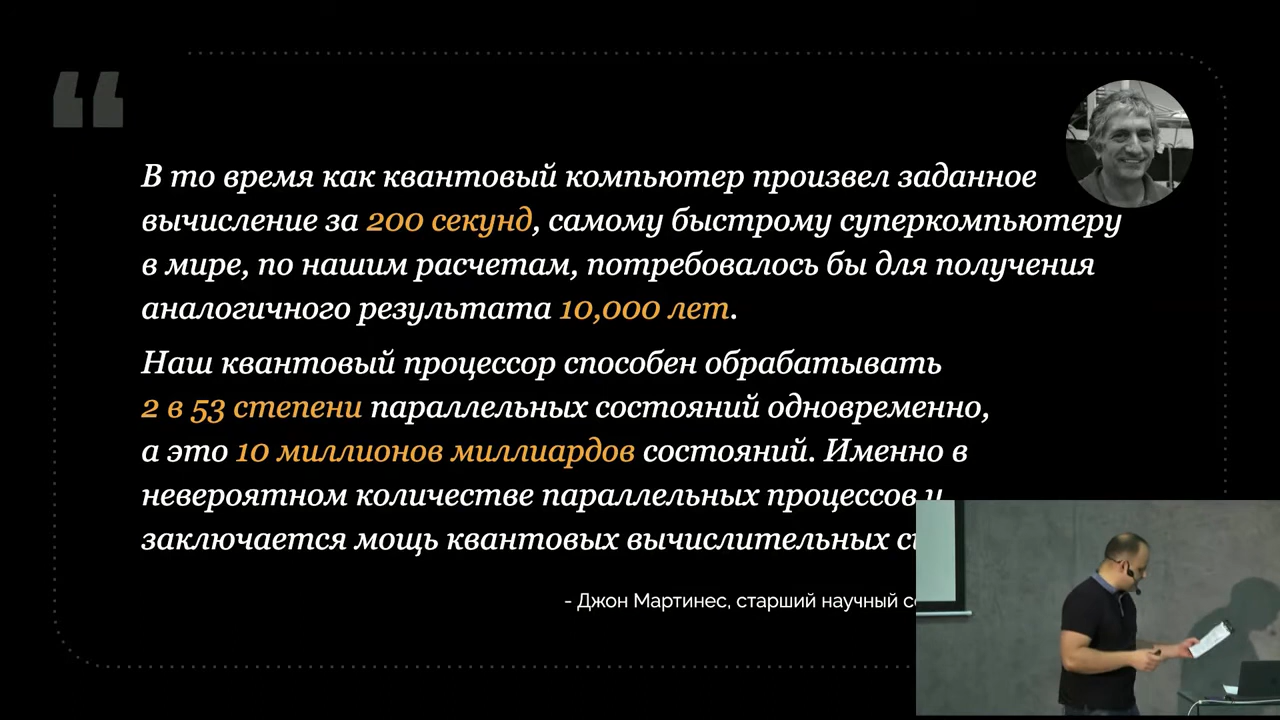 В то время как квантовый компьютер произвел заданное
вычисление за 200 секунд, самому быстрому суперкомпьютеру
в мире, по нашим расчетам, потребовалось бы для получения
аналогичного результата 10,000 лет.
Наш квантовый процессор способен обрабатывать
2 в 53 степени параллельных состояний одновременно,
а это 10 миллионов миллиардов состояний. Именно в
невероятном количестве параллельных процессов и
заключается мощь квантовых вычислительных
- Джон Мартинес, старший научный